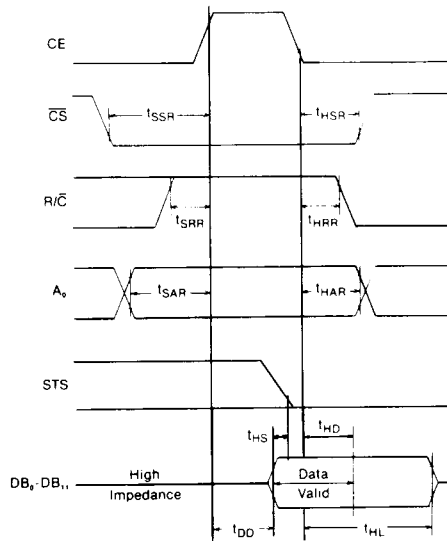 CE
C̅S̅
tSSR
tHSR
R/C̅
tSRR
tHRR
A₀
tSAR
tHAR
STS
tHS
tHD
DB₀-DB₁₁
High
Impedance
Data
Valid
tDD
tHL